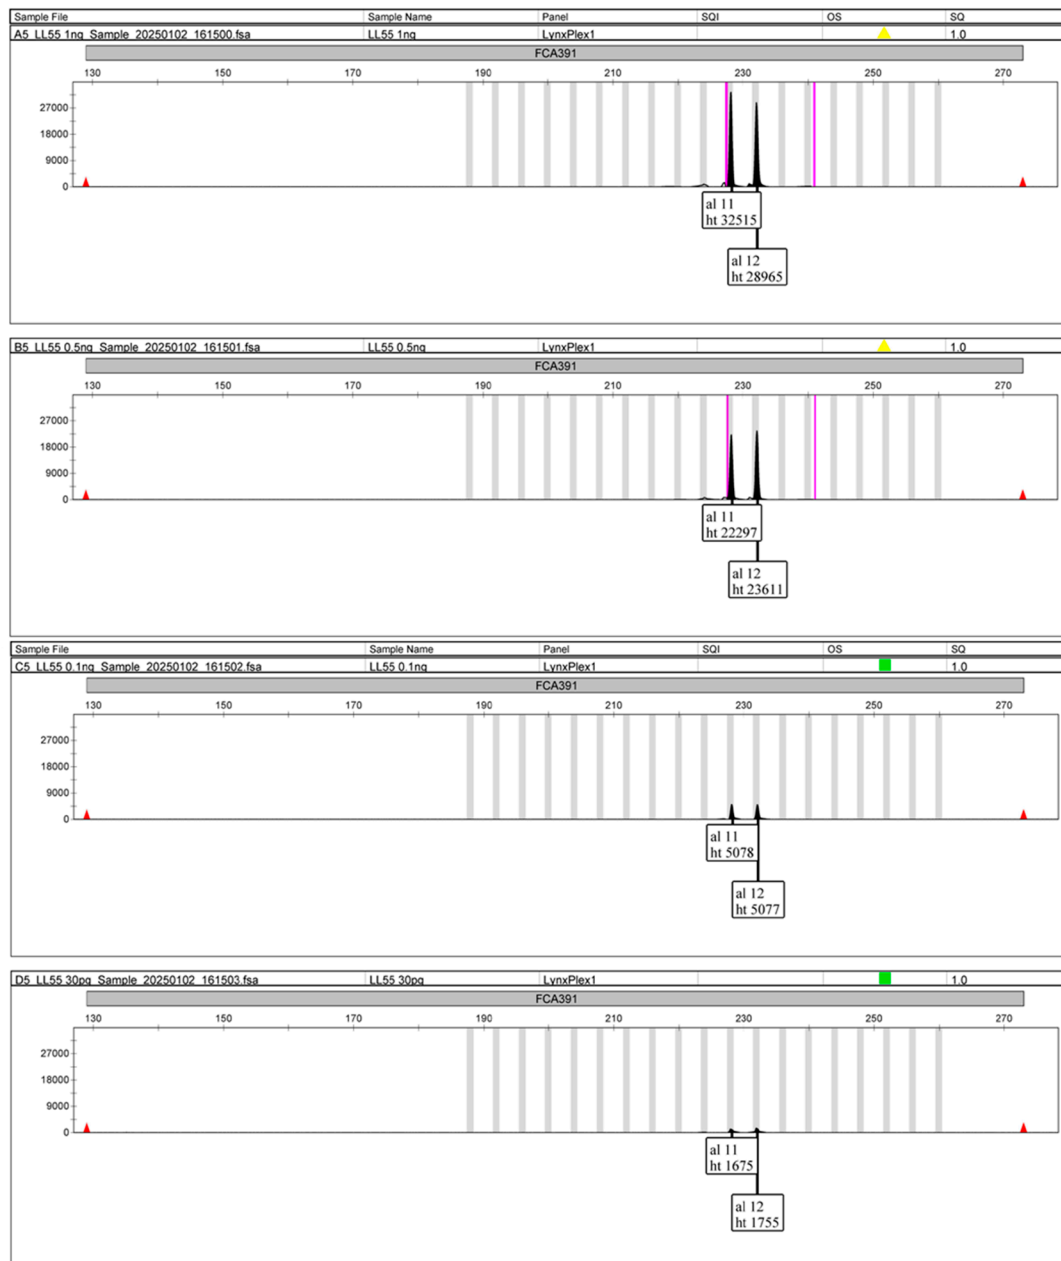 Sample File Sample Name Panel SQI OS SQ
A5_LL55 1ng_Sample_20250102_161500.fsa LL55 1ng LynxPlex1 1.0
FCA391
130 150 170 190 210 230 250 270
27000
18000
9000
0
al 11
ht 32515
al 12
ht 28965
B5_LL55 0.5ng_Sample_20250102_161501.fsa LL55 0.5ng LynxPlex1 1.0
FCA391
130 150 170 190 210 230 250 270
27000
18000
9000
0
al 11
ht 22297
al 12
ht 23611
Sample File Sample Name Panel SQI OS SQ
C5_LL55 0.1ng_Sample_20250102_161502.fsa LL55 0.1ng LynxPlex1 1.0
FCA391
130 150 170 190 210 230 250 270
27000
18000
9000
0
al 11
ht 5078
al 12
ht 5077
D5_LL55 30pg_Sample_20250102_161503.fsa LL55 30pg LynxPlex1 1.0
FCA391
130 150 170 190 210 230 250 270
27000
18000
9000
0
al 11
ht 1675
al 12
ht 1755